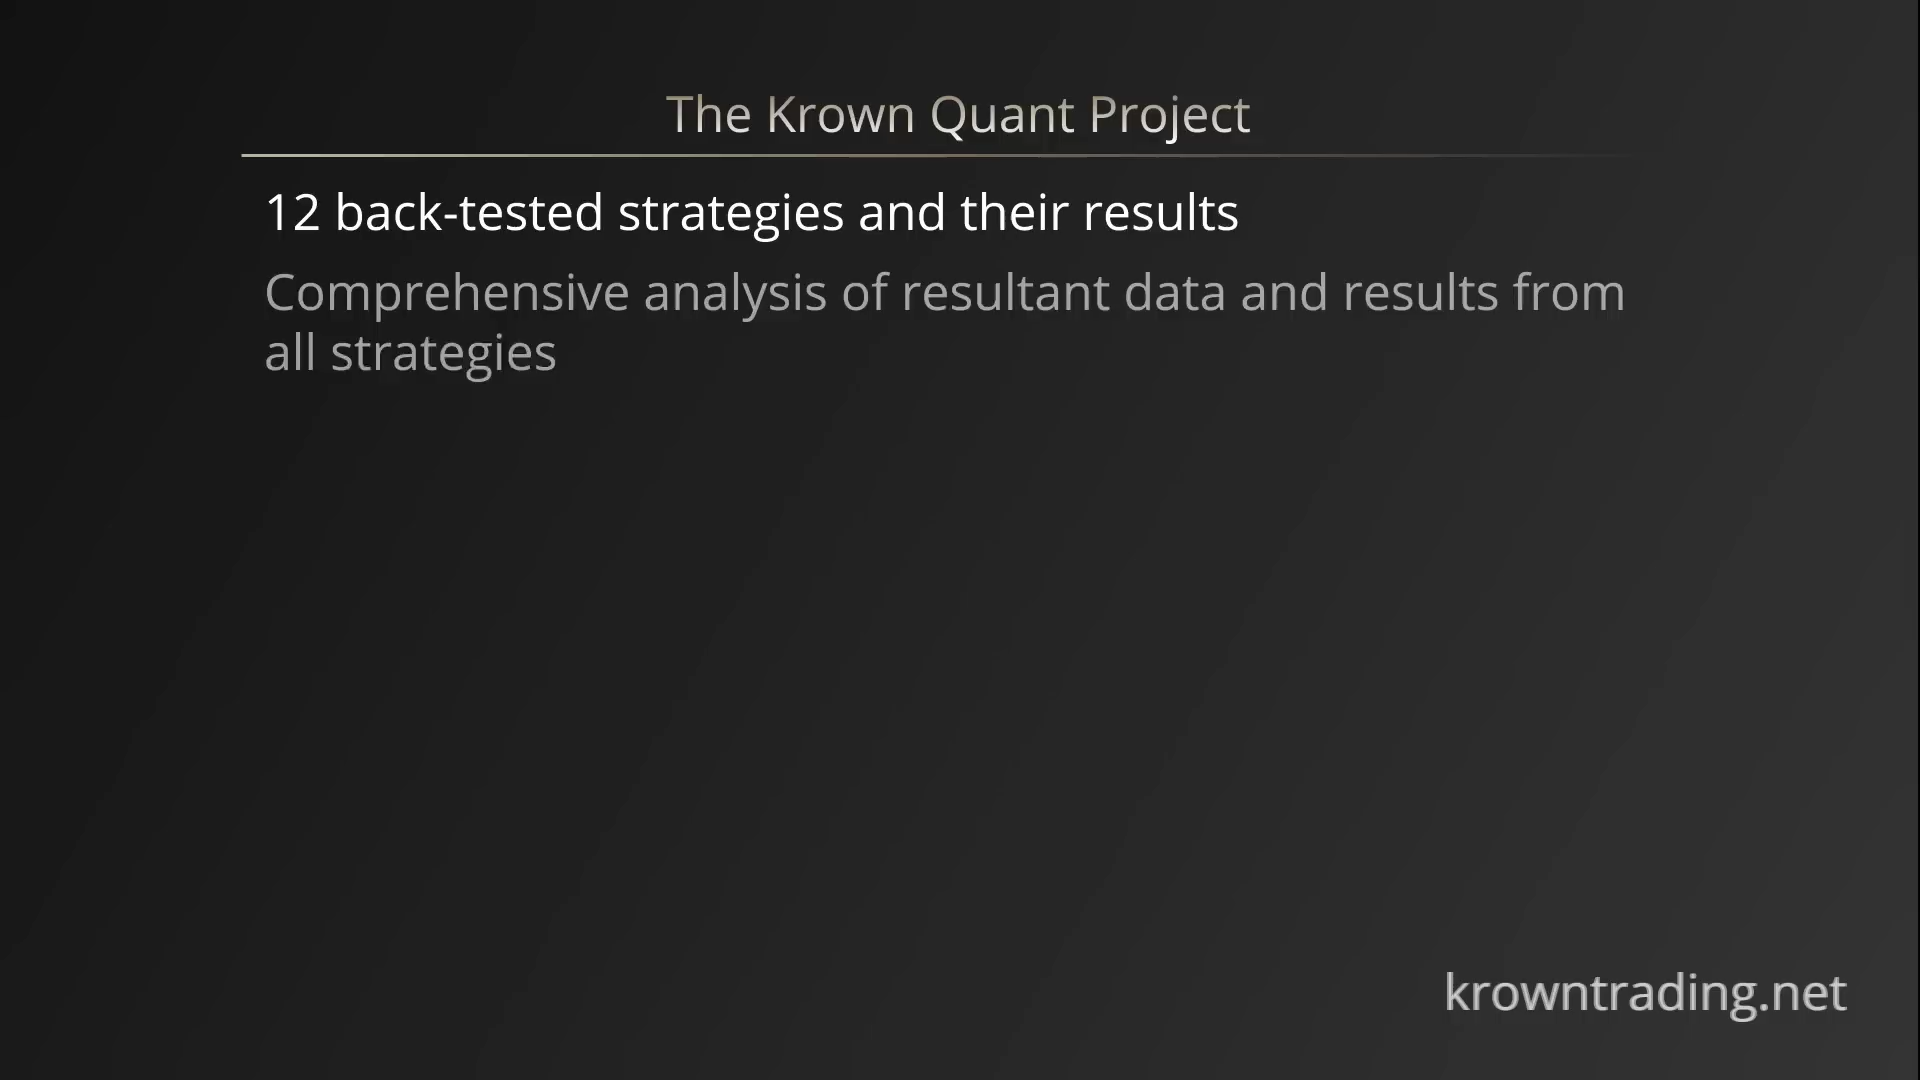 The Krown Quant Project
12 back-tested strategies and their results
Comprehensive analysis of resultant data and results from
all strategies
krowntrading.net